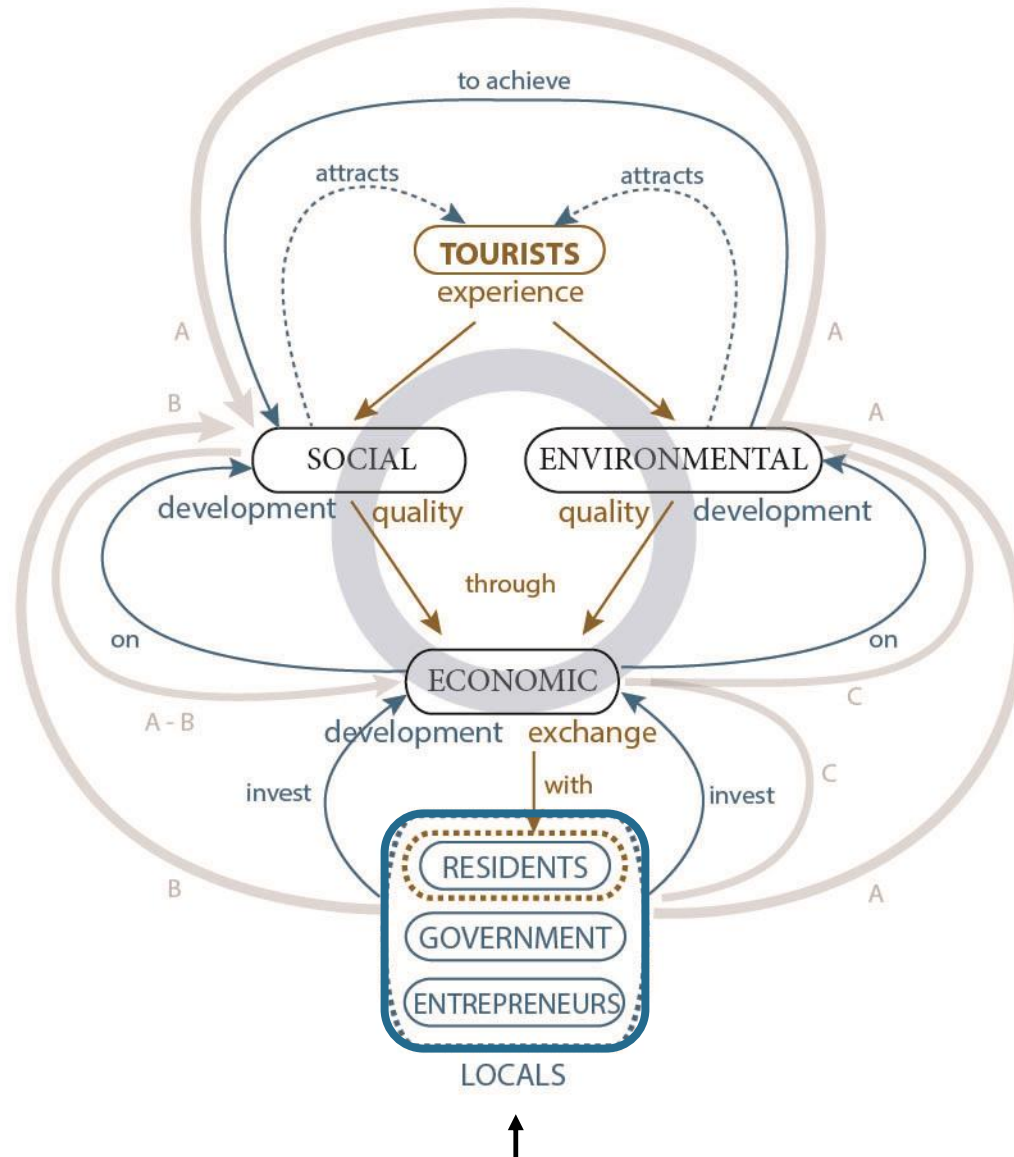 to achieve
attracts
attracts
TOURISTS
experience
A
A
B
A
SOCIAL
ENVIRONMENTAL
development
quality
quality
development
through
on
on
ECONOMIC
A - B
C
development
exchange
C
invest
with
invest
RESIDENTS
B
A
GOVERNMENT
ENTREPRENEURS
LOCALS